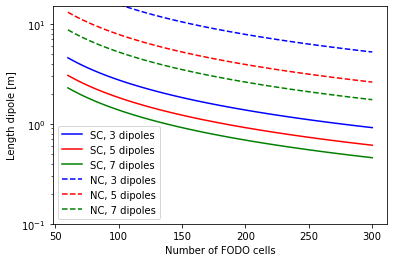 Length dipole [m]
10¹
10⁰
10⁻¹
SC, 3 dipoles
SC, 5 dipoles
SC, 7 dipoles
NC, 3 dipoles
NC, 5 dipoles
NC, 7 dipoles
50 100 150 200 250 300
Number of FODO cells